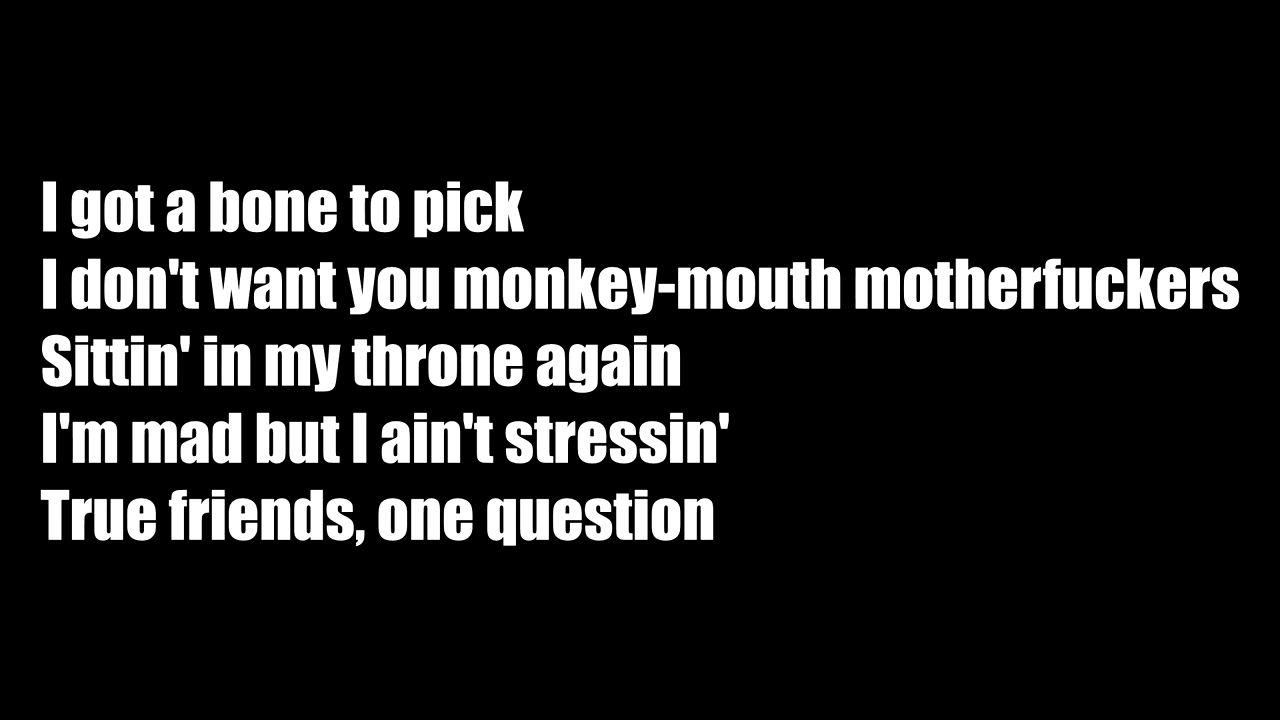 I got a bone to pick
I don't want you monkey-mouth motherfuckers
Sittin' in my throne again
I'm mad but I ain't stressin'
True friends, one question